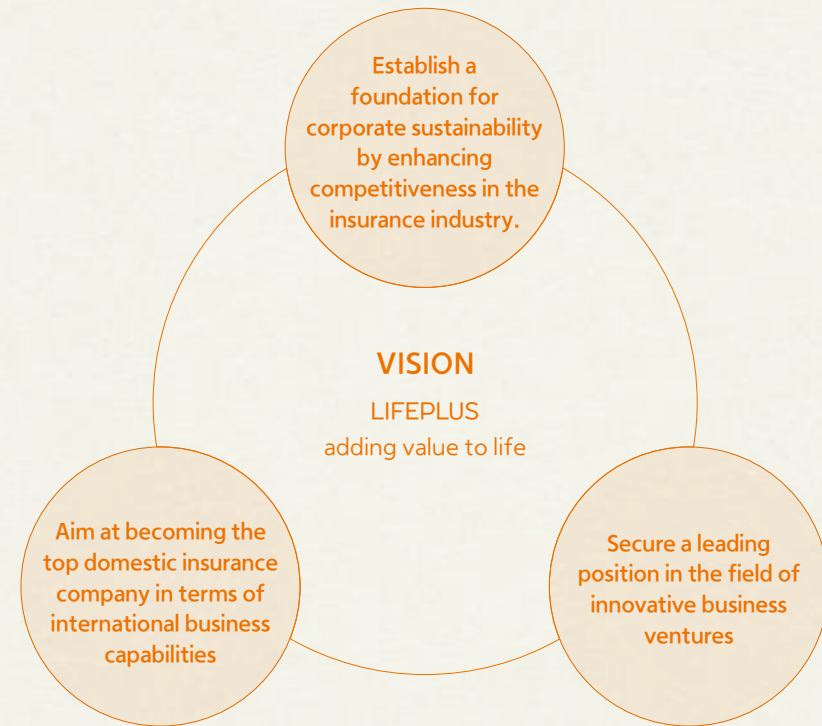 Establish a
foundation for
corporate sustainability
by enhancing
competitiveness in the
insurance industry.
VISION
LIFEPLUS
adding value to life
Aim at becoming the
top domestic insurance
company in terms of
international business
capabilities
Secure a leading
position in the field of
innovative business
ventures